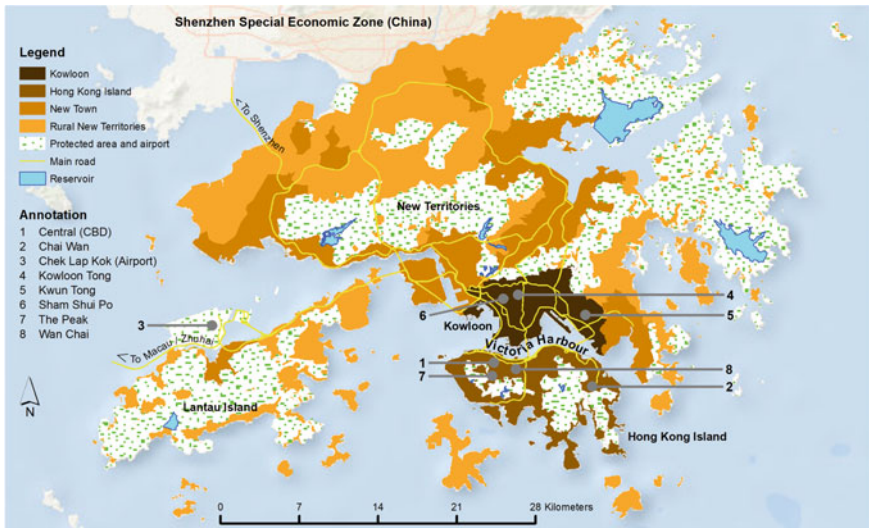 Shenzhen Special Economic Zone (China)
Legend
Kowloon
Hong Kong Island
New Town
Rural New Territories
Protected area and airport
Main road
Reservoir
Annotation
1 Central (CBD)
2 Chai Wan
3 Chek Lap Kok (Airport)
4 Kowloon Tong
5 Kwun Tong
6 Sham Shui Po
7 The Peak
8 Wan Chai
To Shenzhen
New Territories
4
6
5
3
Kowloon
To Macau / Zhuhai
Victoria Harbour
1
8
7
2
Lantau Island
Hong Kong Island
N
0 7 14 21 28 Kilometers